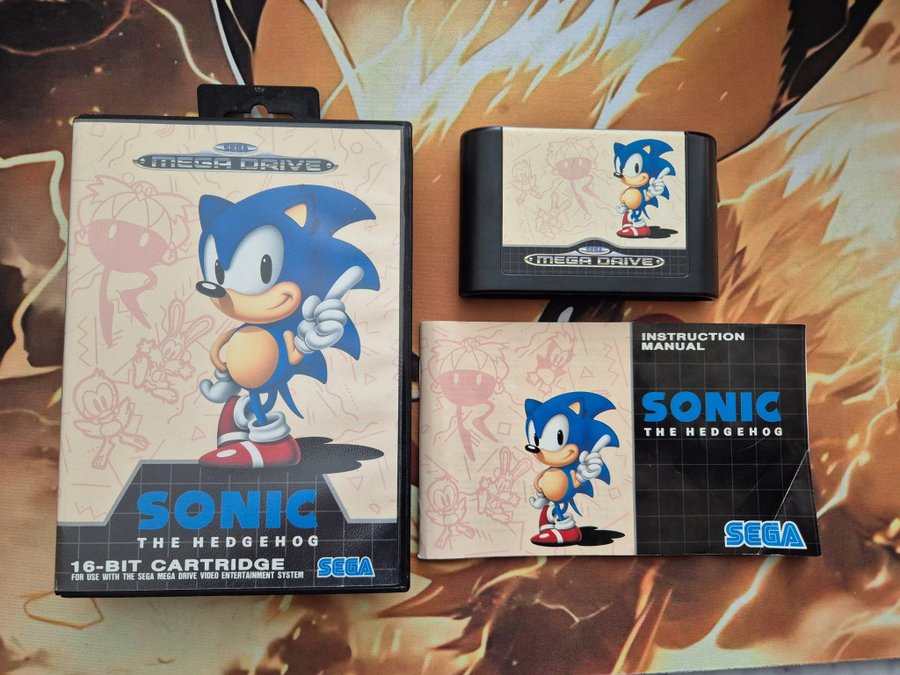 SEGA
MEGA DRIVE
SONIC
THE HEDGEHOG
16-BIT CARTRIDGE
FOR USE WITH THE SEGA MEGA DRIVE VIDEO ENTERTAINMENT SYSTEM
SEGA
SEGA
MEGA DRIVE
INSTRUCTION
MANUAL
SONIC
THE HEDGEHOG
SEGA